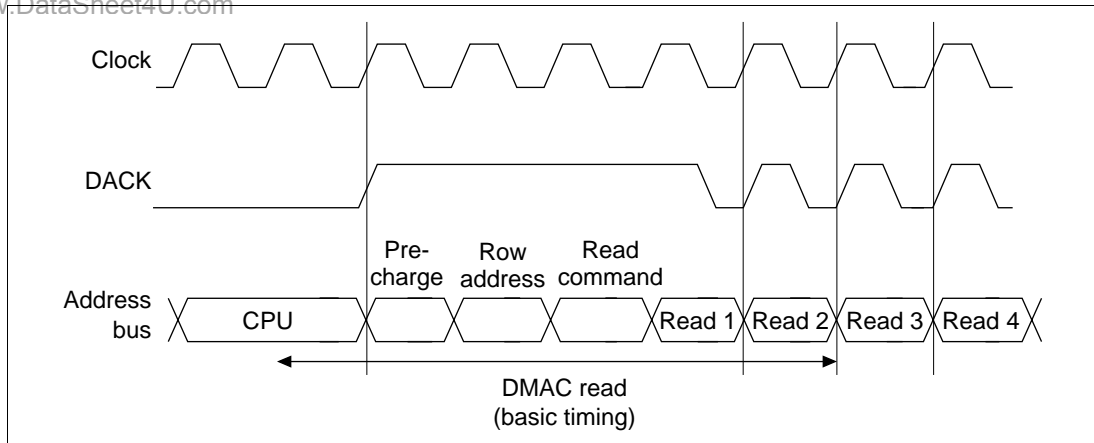 w.DataSheet4U.com
Clock
DACK
Pre-
charge
Row
address
Read
command
Address
bus
CPU
Read 1
Read 2
Read 3
Read 4
DMAC read
(basic timing)